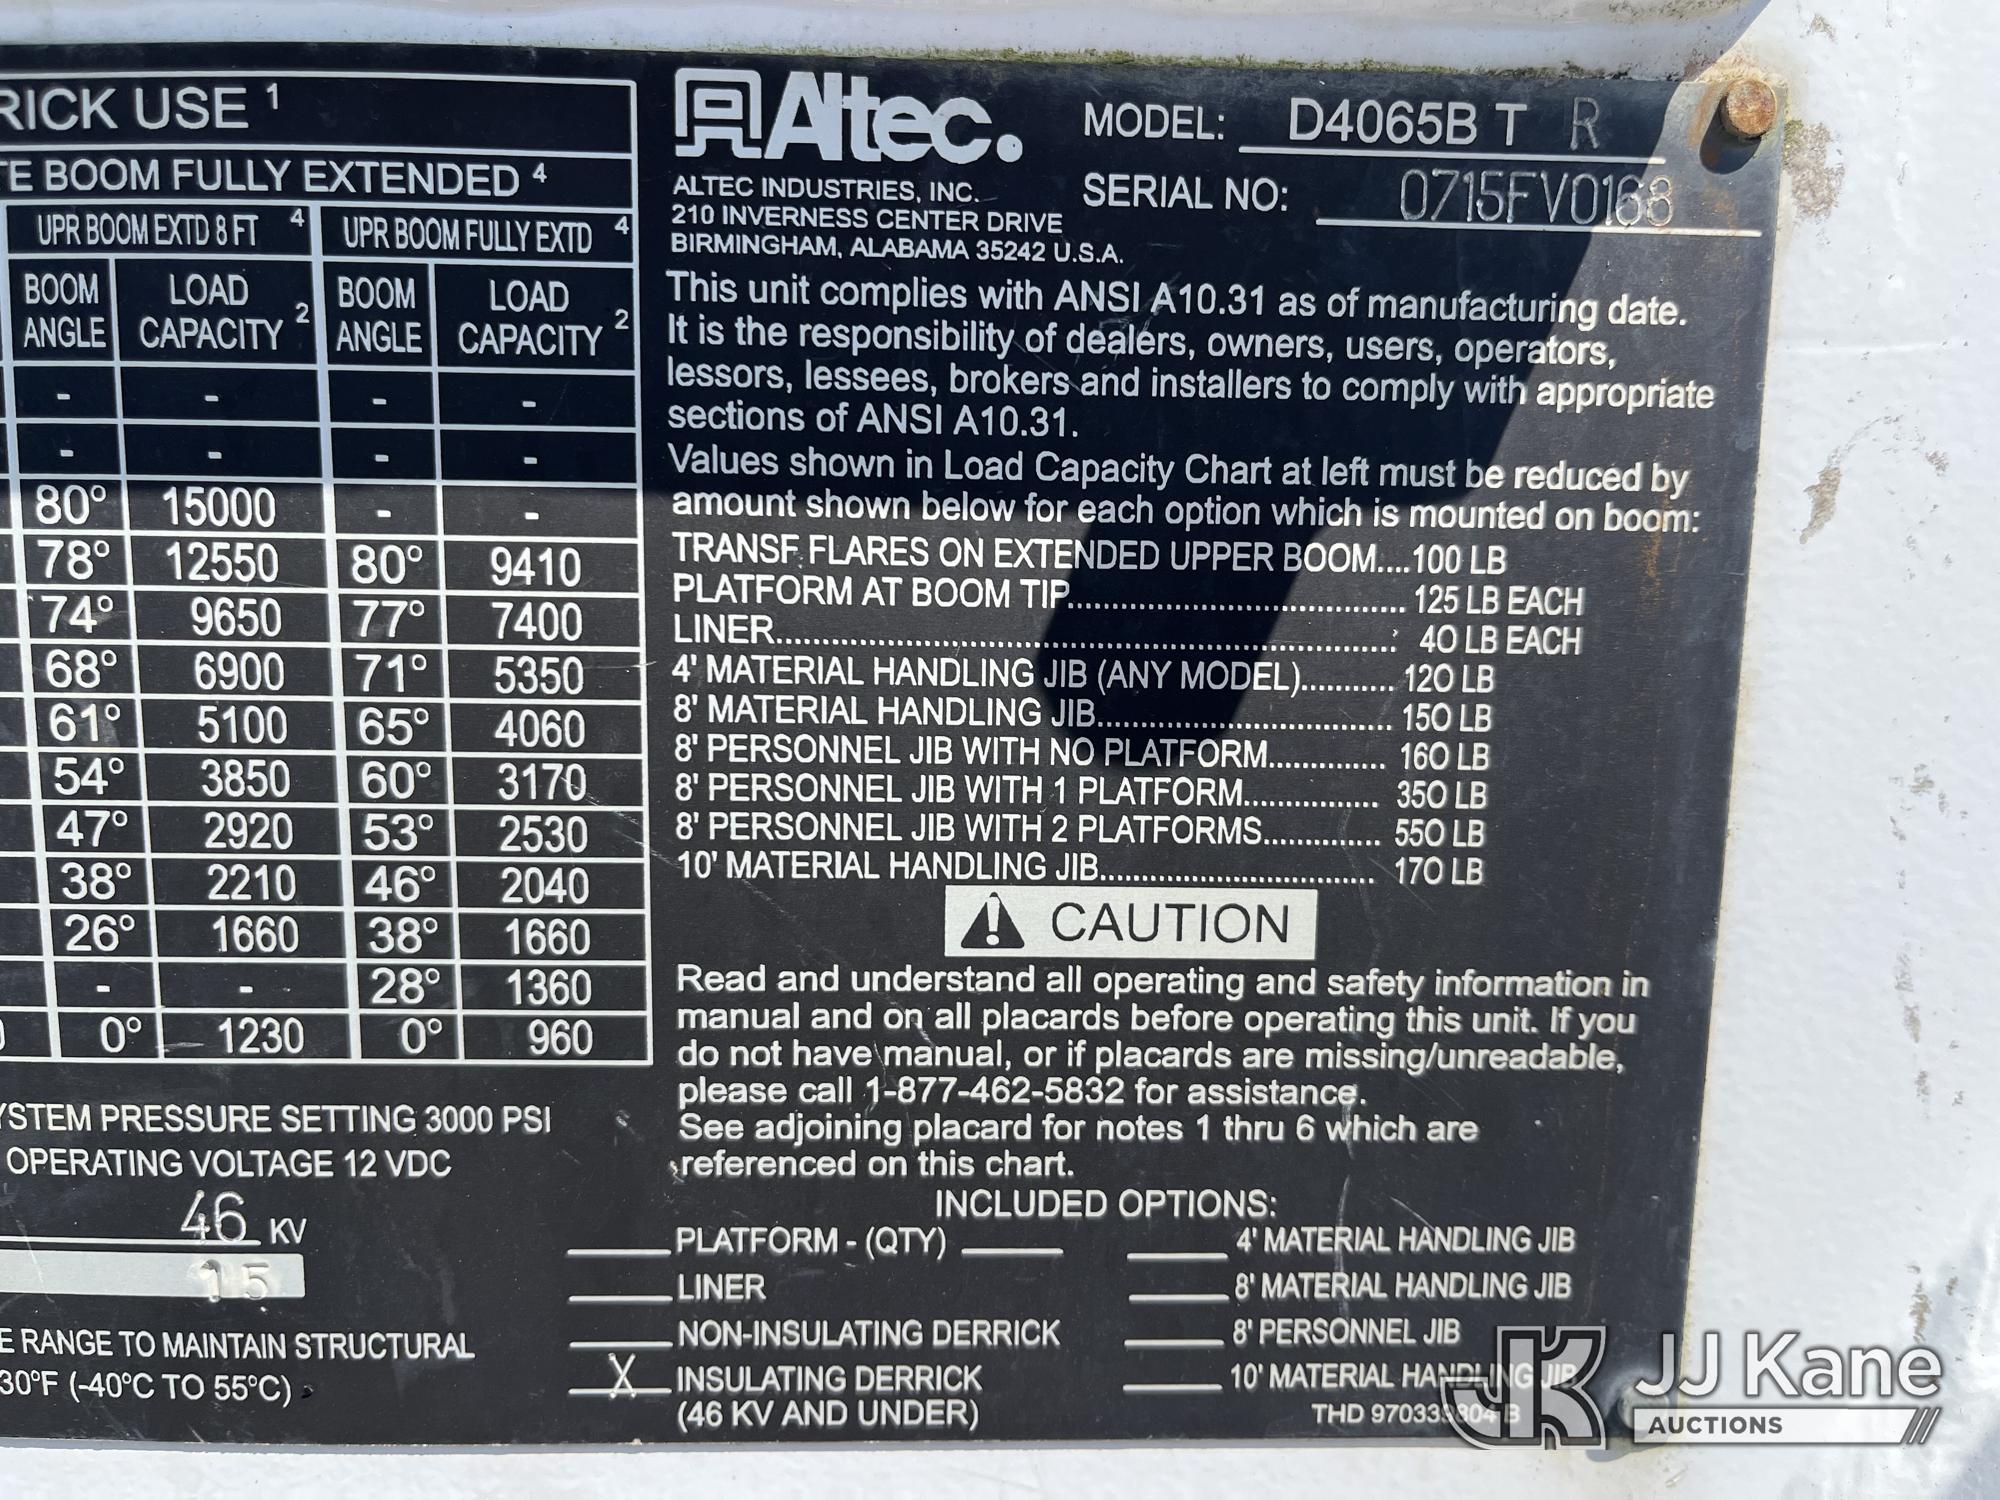 RICK USE 1
TE BOOM FULLY EXTENDED 4
UPR BOOM EXTD 8 FT 4 UPR BOOM FULLY EXTD 4
BOOM ANGLE LOAD CAPACITY 2 BOOM ANGLE LOAD CAPACITY 2
- - - -
- - - -
80° 15000 - -
78° 12550 80° 9410
74° 9650 77° 7400
68° 6900 71° 5350
61° 5100 65° 4060
54° 3850 60° 3170
47° 2920 53° 2530
38° 2210 46° 2040
26° 1660 38° 1660
- - 28° 1360
0° 1230 0° 960
YSTEM PRESSURE SETTING 3000 PSI
OPERATING VOLTAGE 12 VDC
46 KV
15
E RANGE TO MAINTAIN STRUCTURAL
30°F (-40°C TO 55°C)
Altec.
MODEL: D4065B T R
ALTEC INDUSTRIES, INC.
210 INVERNESS CENTER DRIVE
BIRMINGHAM, ALABAMA 35242 U.S.A.
SERIAL NO: 0715FV0168
This unit complies with ANSI A10.31 as of manufacturing date.
It is the responsibility of dealers, owners, users, operators,
lessors, lessees, brokers and installers to comply with appropriate
sections of ANSI A10.31.
Values shown in Load Capacity Chart at left must be reduced by
amount shown below for each option which is mounted on boom:
TRANSF. FLARES ON EXTENDED UPPER BOOM....100 LB
PLATFORM AT BOOM TIP.................................... 125 LB EACH
LINER................................................................ 40 LB EACH
4' MATERIAL HANDLING JIB (ANY MODEL)........... 120 LB
8' MATERIAL HANDLING JIB................................ 150 LB
8' PERSONNEL JIB WITH NO PLATFORM.............. 160 LB
8' PERSONNEL JIB WITH 1 PLATFORM................ 350 LB
8' PERSONNEL JIB WITH 2 PLATFORMS.............. 550 LB
10' MATERIAL HANDLING JIB................................ 170 LB
CAUTION
Read and understand all operating and safety information in
manual and on all placards before operating this unit. If you
do not have manual, or if placards are missing/unreadable,
please call 1-877-462-5832 for assistance.
See adjoining placard for notes 1 thru 6 which are
referenced on this chart.
INCLUDED OPTIONS:
PLATFORM - (QTY) 4' MATERIAL HANDLING JIB
LINER 8' MATERIAL HANDLING JIB
NON-INSULATING DERRICK 8' PERSONNEL JIB
X INSULATING DERRICK 10' MATERIAL HANDLING JIB
(46 KV AND UNDER) THD 970339804 B
JK JJ Kane
AUCTIONS